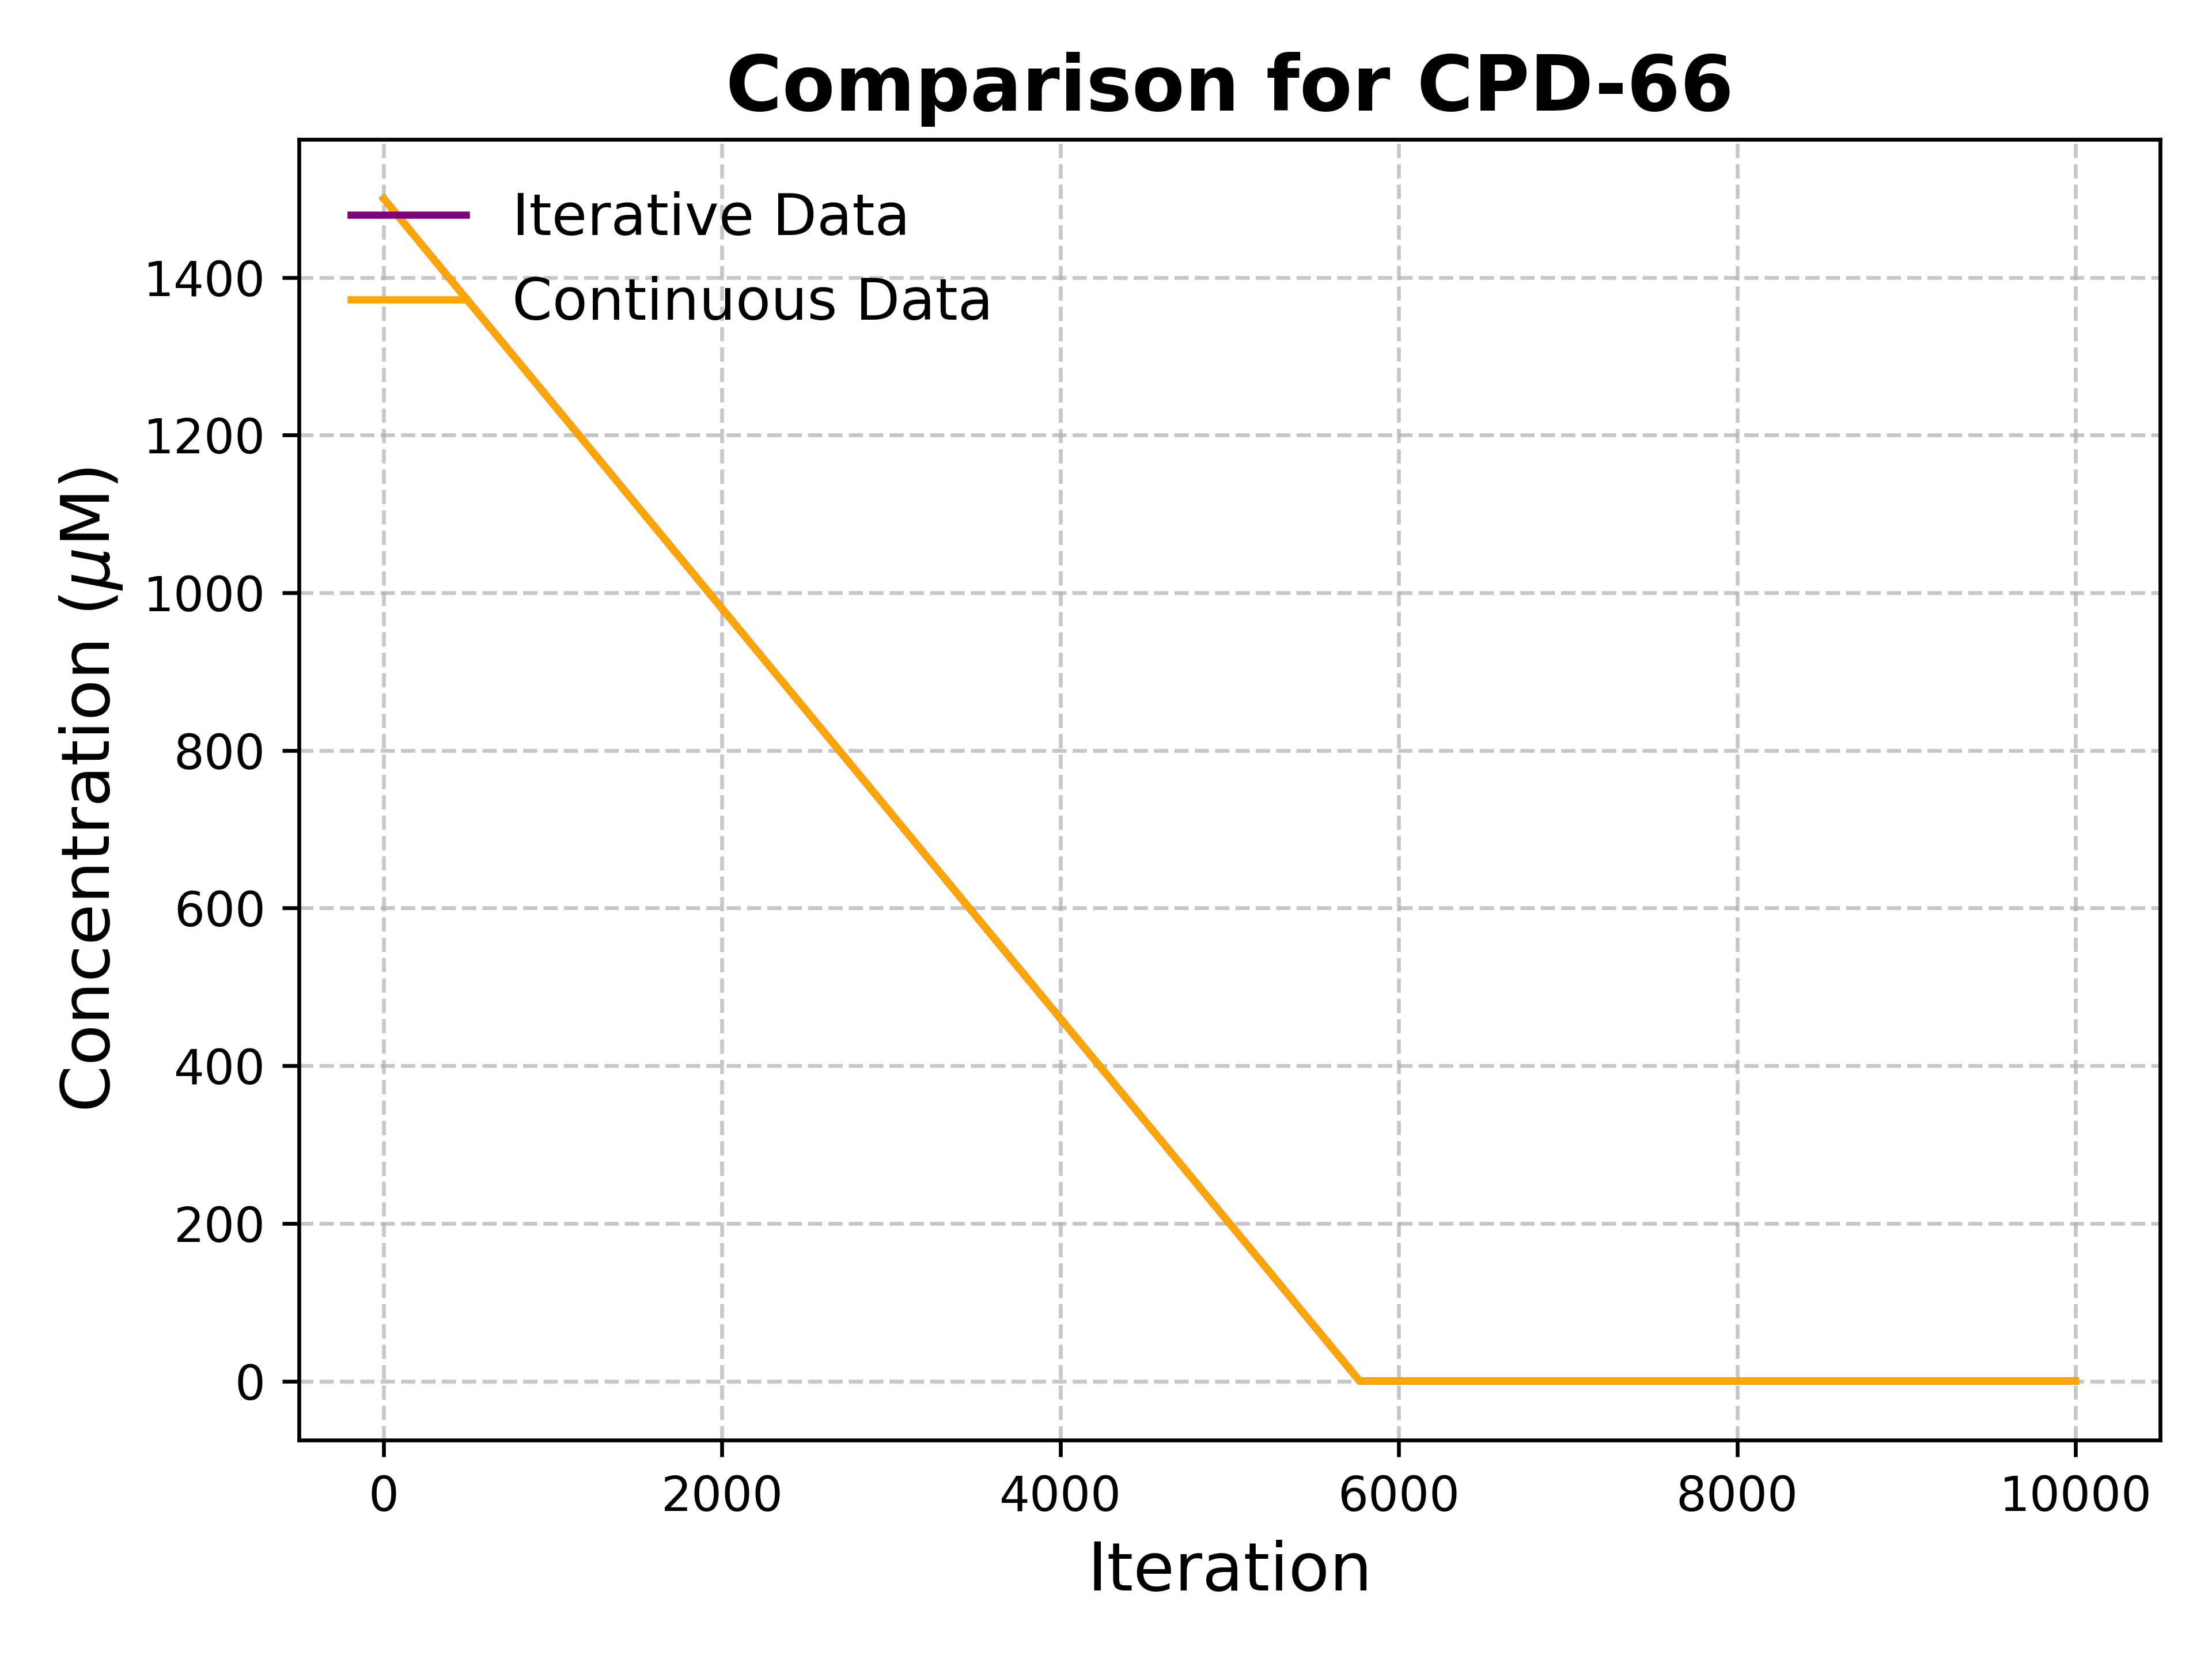 Comparison for CPD-66
Iterative Data
Continuous Data
Concentration (μM)
1400
1200
1000
800
600
400
200
0
0 2000 4000 6000 8000 10000
Iteration